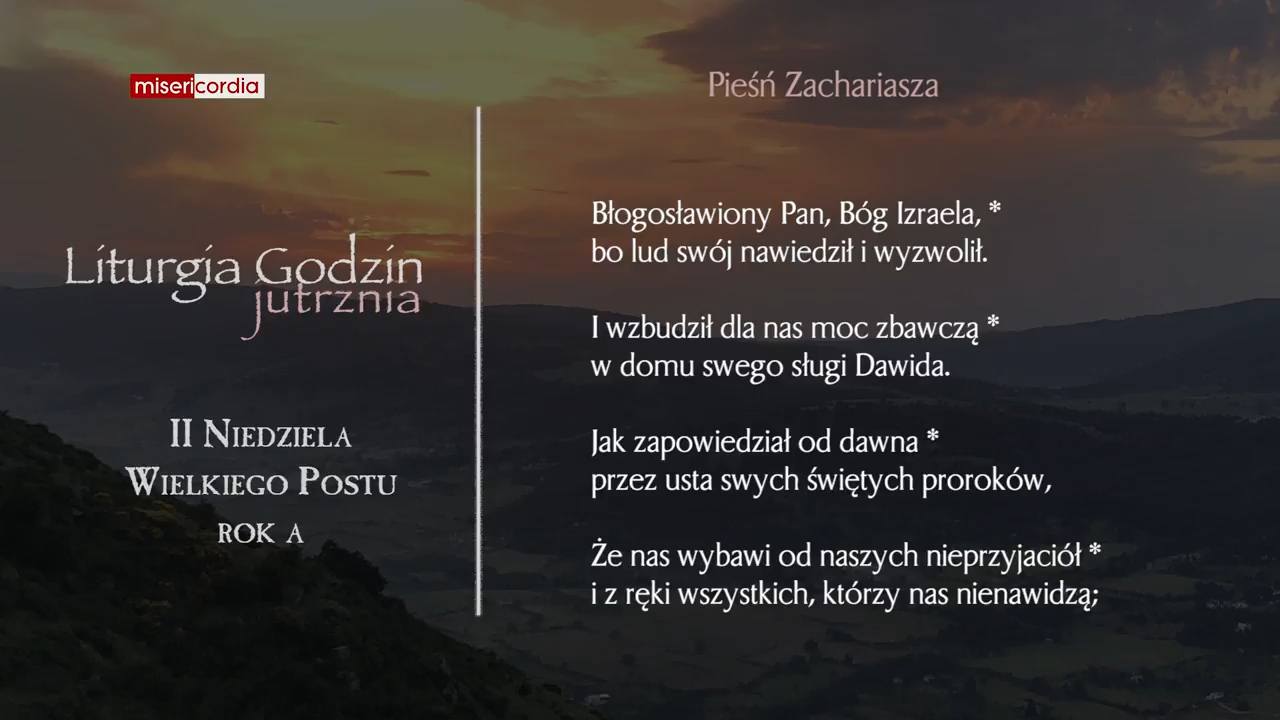 misericordia
Liturgia Godzin
jutrznia
II Niedziela
Wielkiego Postu
rok A
Pieśń Zachariasza
Błogosławiony Pan, Bóg Izraela, *
bo lud swój nawiedził i wyzwolił.
I wzbudził dla nas moc zbawczą *
w domu swego sługi Dawida.
Jak zapowiedział od dawna *
przez usta swych świętych proroków,
Że nas wybawi od naszych nieprzyjaciół *
i z ręki wszystkich, którzy nas nienawidzą;